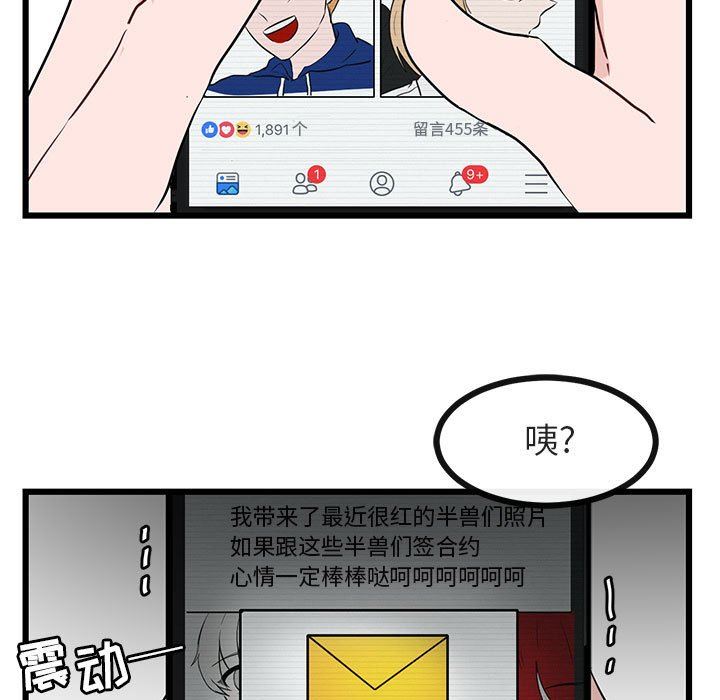 1,891个
留言455条
1
9+
咦?
我带来了最近很红的半兽们照片
如果跟这些半兽们签合约
心情一定棒棒哒呵呵呵呵呵呵
震动